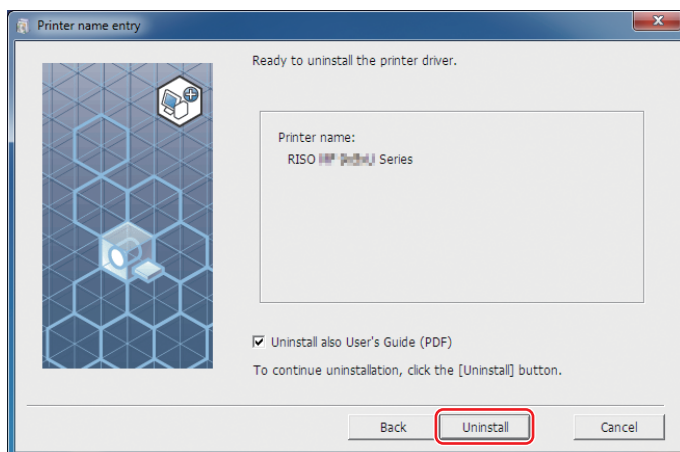 Printer name entry
Ready to uninstall the printer driver.
Printer name:
RISO Series
Uninstall also User's Guide (PDF)
To continue uninstallation, click the [Uninstall] button.
Back Uninstall Cancel